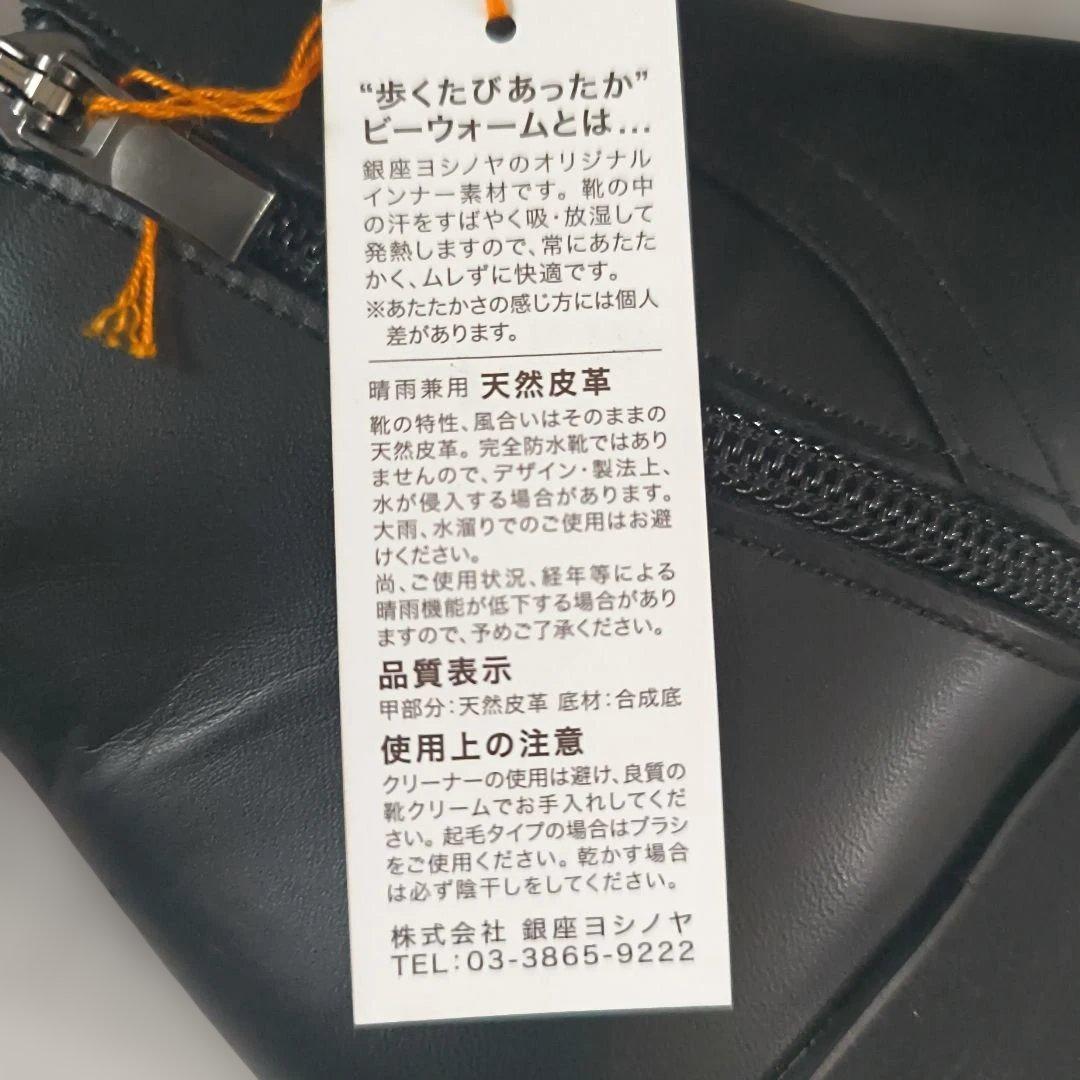 “歩くたびあったか”
ビーウォームとは…
銀座ヨシノヤのオリジナル
インナー素材です。靴の中
の汗をすばやく吸・放湿して
発熱しますので、常にあたた
かく、ムレずに快適です。
※あたたかさの感じ方には個人
差があります。
晴雨兼用 天然皮革
靴の特性、風合いはそのままの
天然皮革。完全防水靴ではあり
ませんので、デザイン・製法上、
水が侵入する場合があります。
大雨、水溜りでのご使用はお避
けください。
尚、ご使用状況、経年等による
晴雨機能が低下する場合があり
ますので、予めご了承ください。
品質表示
甲部分：天然皮革 底材：合成底
使用上の注意
クリーナーの使用は避け、良質の
靴クリームでお手入れしてくだ
さい。起毛タイプの場合はブラシ
をご使用ください。乾かす場合
は必ず陰干しをしてください。
株式会社 銀座ヨシノヤ
TEL：03-3865-9222